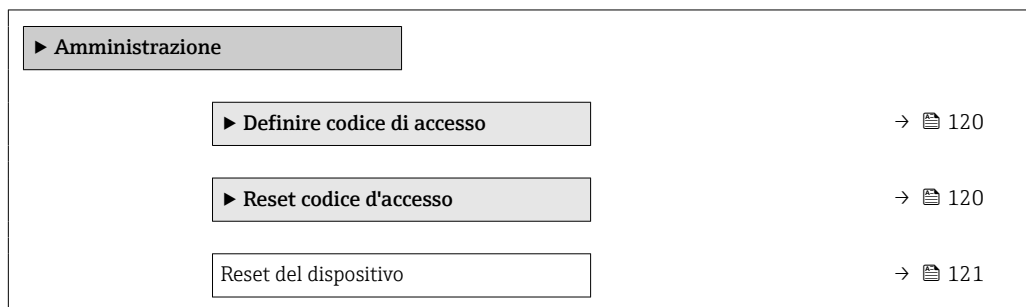 ▶ Amministrazione
▶ Definire codice di accesso → 120
▶ Reset codice d'accesso → 120
Reset del dispositivo → 121